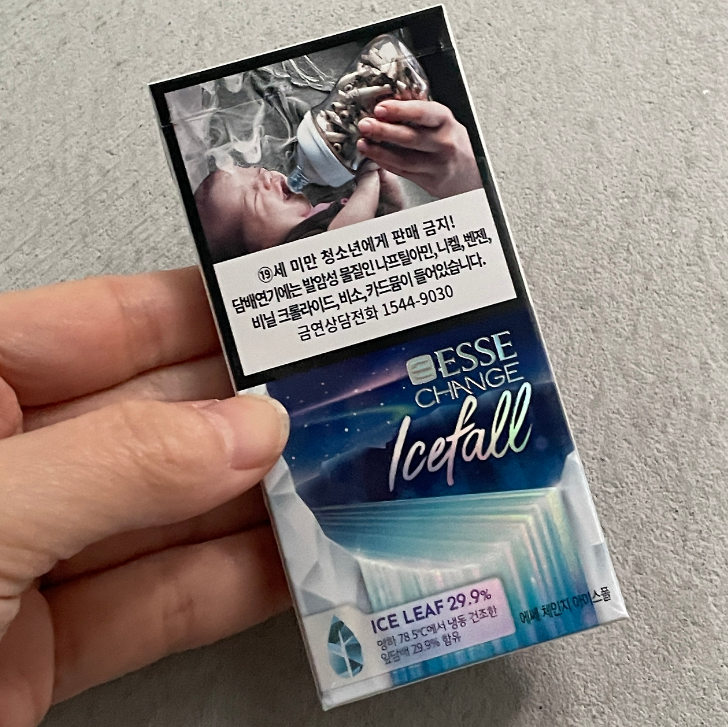 ⑲세 미만 청소년에게 판매 금지!
담배연기에는 발암성 물질인 나프틸아민, 니켈, 벤젠,
비닐 크롤라이드, 비소, 카드뮴이 들어있습니다.
금연상담전화 1544-9030
ESSE
CHANGE
Icefall
ICE LEAF 29.9%
영하 78.5℃에서 냉동 건조한
잎담배 29.9% 함유
에쎄 체인지 아이스폴